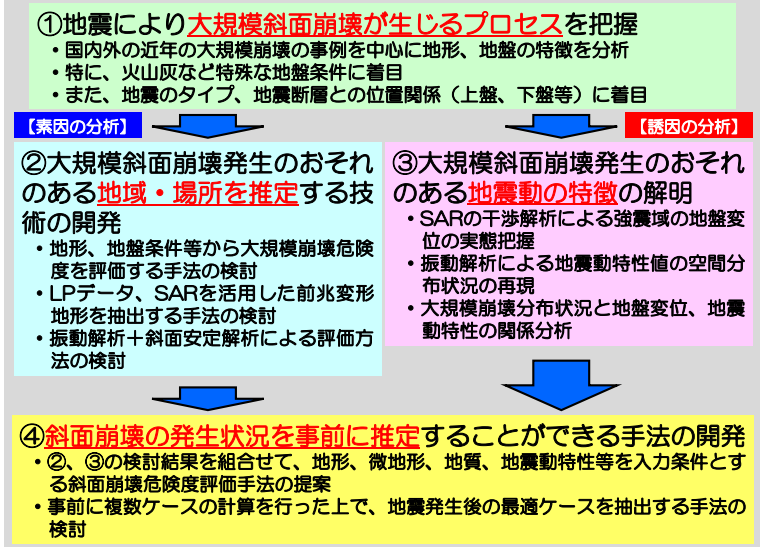 ①地震により大規模斜面崩壊が生じるプロセスを把握
・国内外の近年の大規模崩壊の事例を中心に地形、地盤の特徴を分析
・特に、火山灰など特殊な地盤条件に着目
・また、地震のタイプ、地震断層との位置関係（上盤、下盤等）に着目
【素因の分析】
【誘因の分析】
②大規模斜面崩壊発生のおそれ
のある地域・場所を推定する技
術の開発
・地形、地盤条件等から大規模崩壊危険
度を評価する手法の検討
・LPデータ、SARを活用した前兆変形
地形を抽出する手法の検討
・振動解析＋斜面安定解析による評価方
法の検討
③大規模斜面崩壊発生のおそれ
のある地震動の特徴の解明
・SARの干渉解析による強震域の地盤変
位の実態把握
・振動解析による地震動特性値の空間分
布状況の再現
・大規模崩壊分布状況と地盤変位、地震
動特性の関係分析
④斜面崩壊の発生状況を事前に推定することができる手法の開発
・②、③の検討結果を組合せて、地形、微地形、地質、地震動特性等を入力条件とす
る斜面崩壊危険度評価手法の提案
・事前に複数ケースの計算を行った上で、地震発生後の最適ケースを抽出する手法の
検討